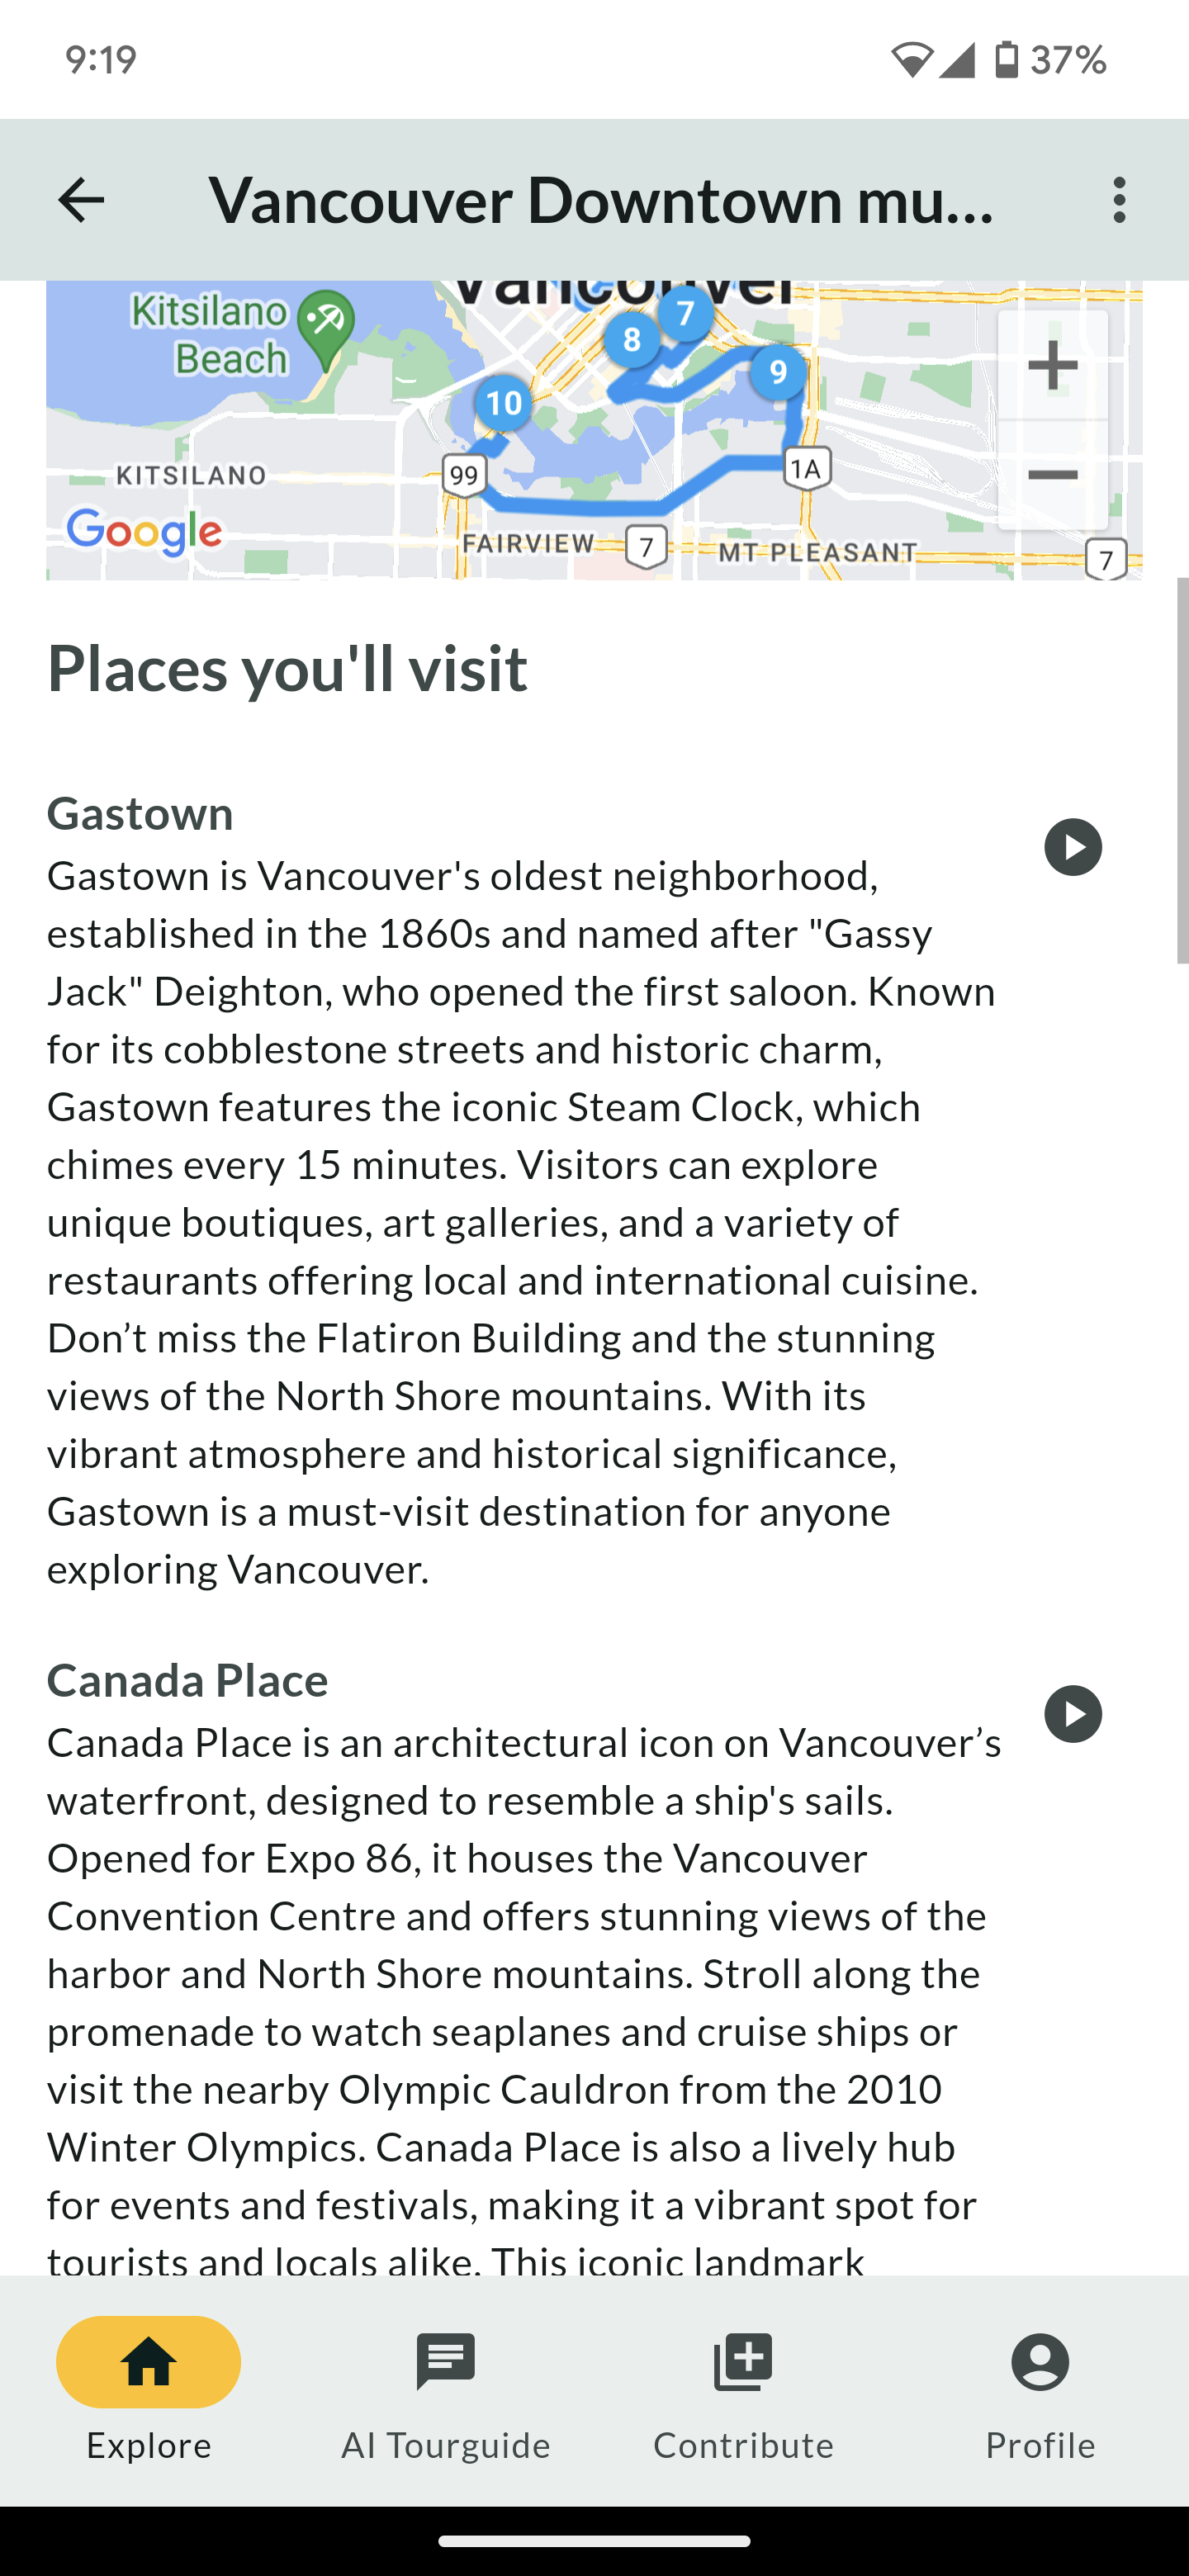 9:19
37%
Vancouver Downtown mu...
Vancouver
Kitsilano
Beach
7
8
9
10
99
1A
KITSILANO
Google
FAIRVIEW
7
MT PLEASANT
7
Places you'll visit
Gastown
Gastown is Vancouver's oldest neighborhood,
established in the 1860s and named after "Gassy
Jack" Deighton, who opened the first saloon. Known
for its cobblestone streets and historic charm,
Gastown features the iconic Steam Clock, which
chimes every 15 minutes. Visitors can explore
unique boutiques, art galleries, and a variety of
restaurants offering local and international cuisine.
Don’t miss the Flatiron Building and the stunning
views of the North Shore mountains. With its
vibrant atmosphere and historical significance,
Gastown is a must-visit destination for anyone
exploring Vancouver.
Canada Place
Canada Place is an architectural icon on Vancouver’s
waterfront, designed to resemble a ship's sails.
Opened for Expo 86, it houses the Vancouver
Convention Centre and offers stunning views of the
harbor and North Shore mountains. Stroll along the
promenade to watch seaplanes and cruise ships or
visit the nearby Olympic Cauldron from the 2010
Winter Olympics. Canada Place is also a lively hub
for events and festivals, making it a vibrant spot for
tourists and locals alike. This iconic landmark
Explore
AI Tourguide
Contribute
Profile